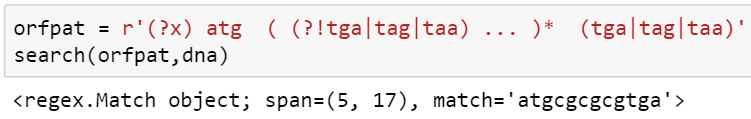 orfpat = r'(?x) atg  ( (?!tga|tag|taa) ... )*  (tga|tag|taa)'
search(orfpat,dna)
<regex.Match object; span=(5, 17), match='atgcgcgcgtga'>